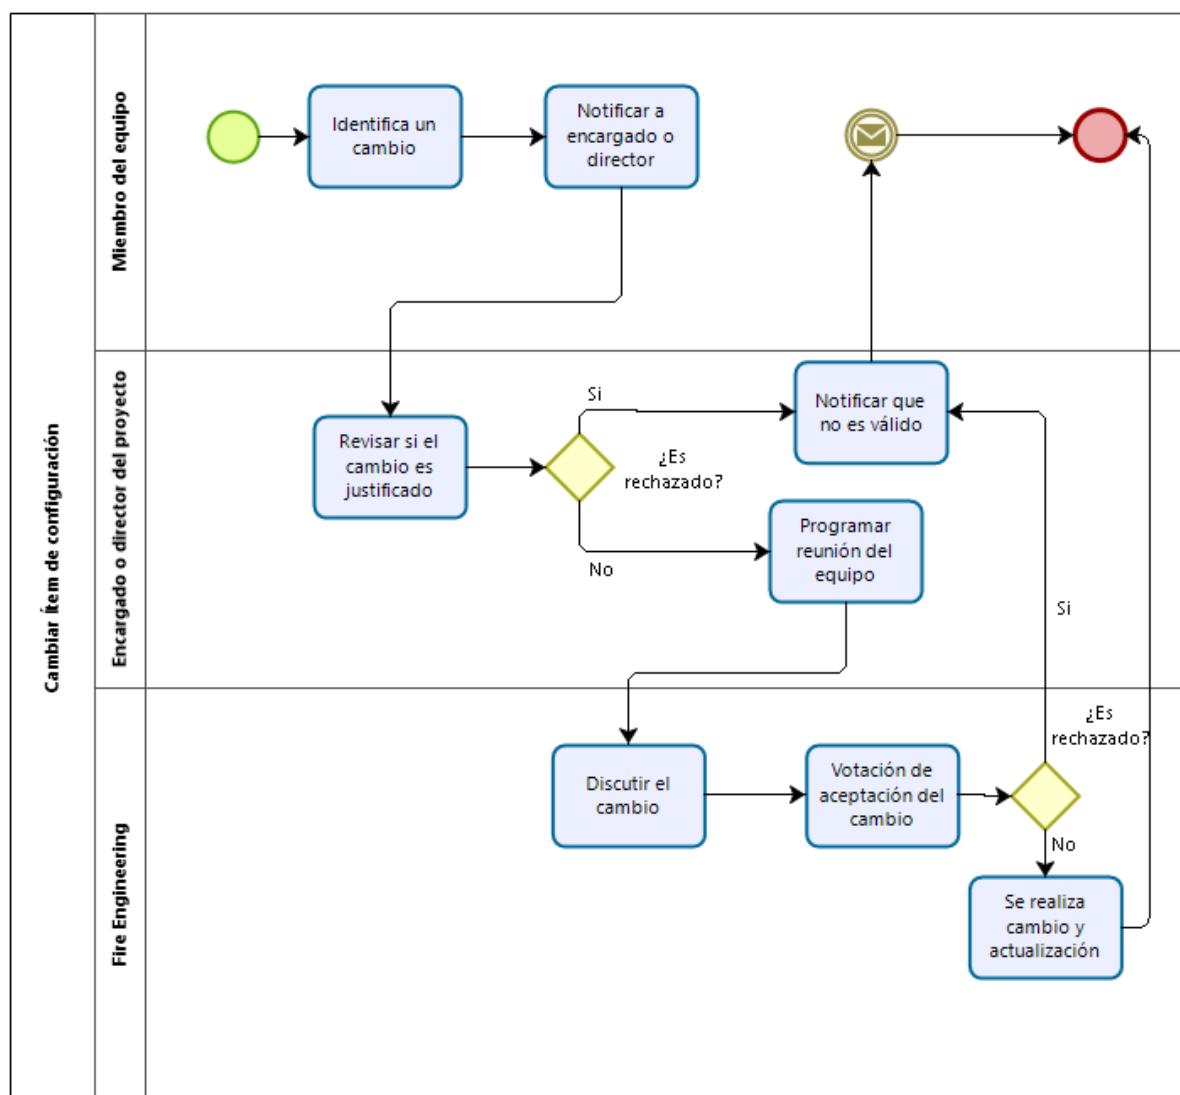 Cambiar Ítem de configuración
Miembro del equipo
Identifica un
cambio
Notificar a
encargado o
director
Encargado o director del proyecto
Revisar si el
cambio es
justificado
Si
¿Es
rechazado?
No
Notificar que
no es válido
Programar
reunión del
equipo
Si
Fire Engineering
Discutir el
cambio
Votación de
aceptación del
cambio
¿Es
rechazado?
No
Se realiza
cambio y
actualización